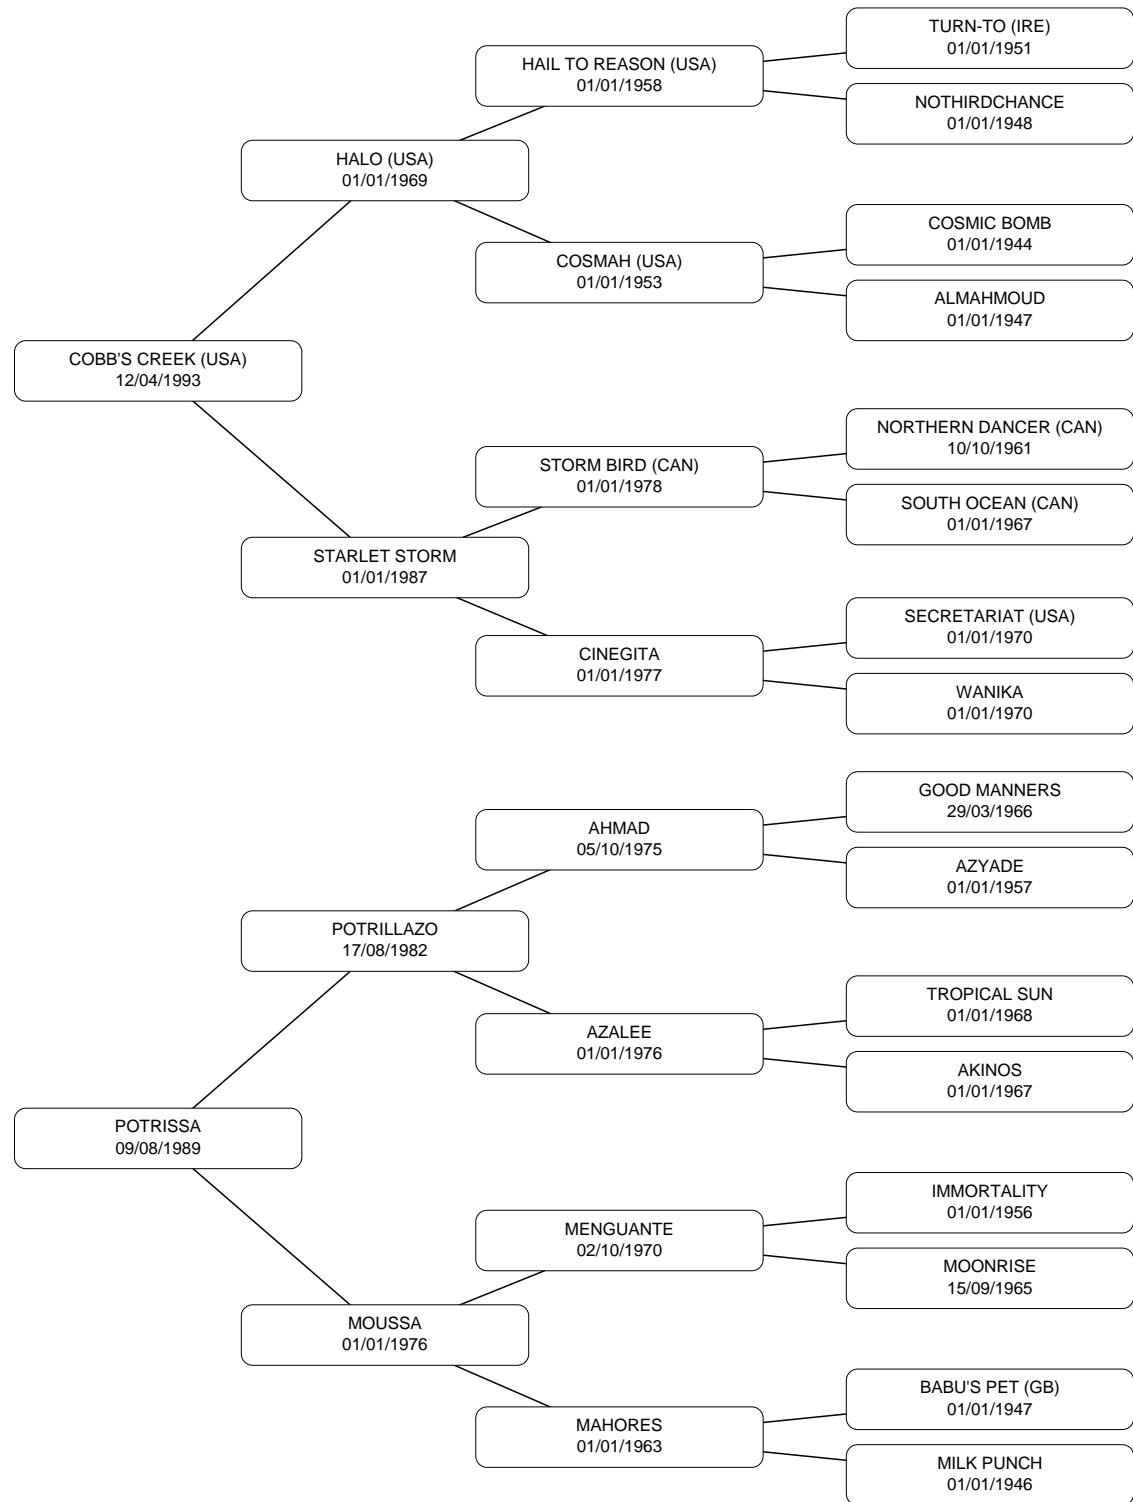 TURN-TO (IRE)
01/01/1951
HAIL TO REASON (USA)
01/01/1958
NOTHIRDCHANCE
01/01/1948
HALO (USA)
01/01/1969
COSMIC BOMB
01/01/1944
COSMAH (USA)
01/01/1953
ALMAHMOUD
01/01/1947
COBB'S CREEK (USA)
12/04/1993
NORTHERN DANCER (CAN)
10/10/1961
STORM BIRD (CAN)
01/01/1978
SOUTH OCEAN (CAN)
01/01/1967
STARLET STORM
01/01/1987
SECRETARIAT (USA)
01/01/1970
CINEGITA
01/01/1977
WANIKA
01/01/1970
GOOD MANNERS
29/03/1966
AHMAD
05/10/1975
AZYADE
01/01/1957
POTRILLAZO
17/08/1982
TROPICAL SUN
01/01/1968
AZALEE
01/01/1976
AKINOS
01/01/1967
POTRISSA
09/08/1989
IMMORTALITY
01/01/1956
MENGUANTE
02/10/1970
MOONRISE
15/09/1965
MOUSSA
01/01/1976
BABU'S PET (GB)
01/01/1947
MAHORES
01/01/1963
MILK PUNCH
01/01/1946